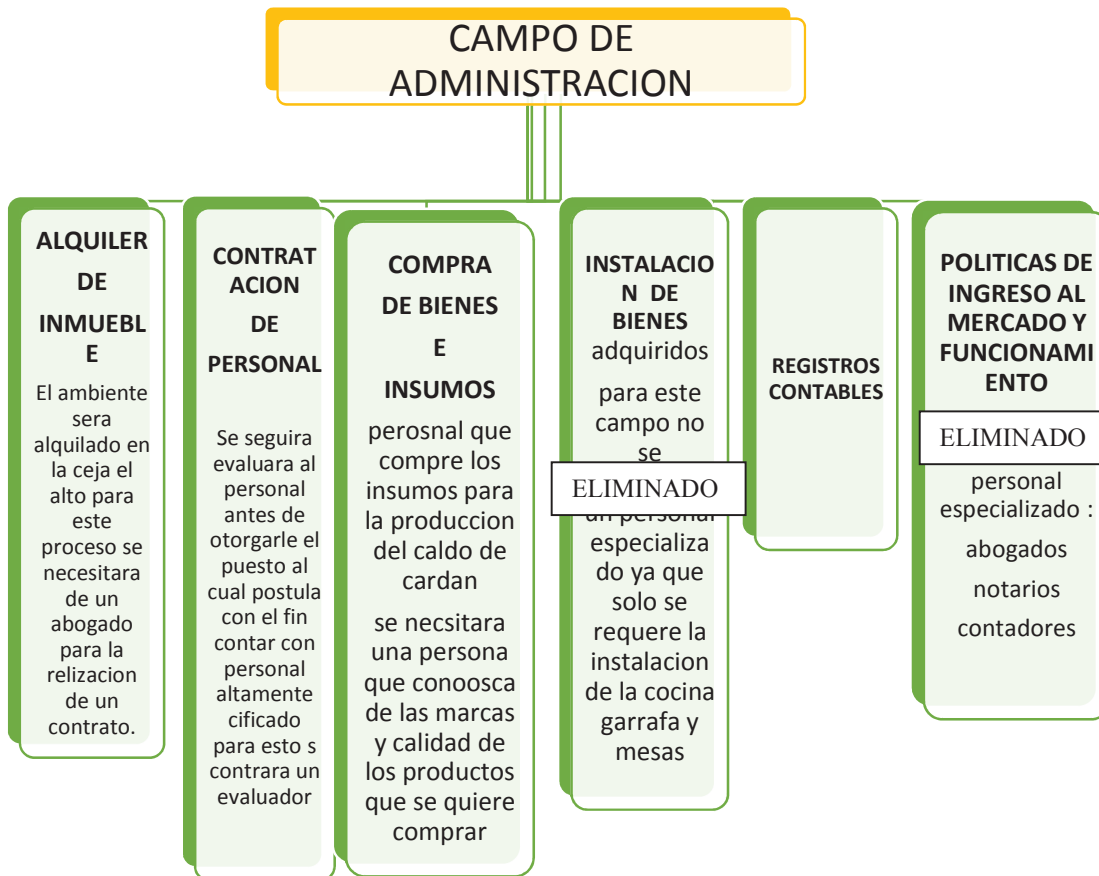 CAMPO DE
ADMINISTRACION
ALQUILER
DE
INMUEBL
E
El ambiente
sera
alquilado en
la ceja el
alto para
este
proceso se
necesitara
de un
abogado
para la
relizacion
de un
contrato.
CONTRAT
ACION
DE
PERSONAL
Se seguira
evaluara al
personal
antes de
otorgarle el
puesto al
cual postula
con el fin
contar con
personal
altamente
cificado
para esto s
contrara un
evaluador
COMPRA
DE BIENES
E
INSUMOS
perosnal que
compre los
insumos para
la produccion
del caldo de
cardan
se necsitara
una persona
que conoosca
de las marcas
y calidad de
los productos
que se quiere
comprar
INSTALACIO
N DE
BIENES
adquiridos
para este
campo no
se
ELIMINADO
un personal
especializa
do ya que
solo se
requere la
instalacion
de la cocina
garrafa y
mesas
REGISTROS
CONTABLES
POLITICAS DE
INGRESO AL
MERCADO Y
FUNCIONAMI
ENTO
ELIMINADO
personal
especializado :
abogados
notarios
contadores